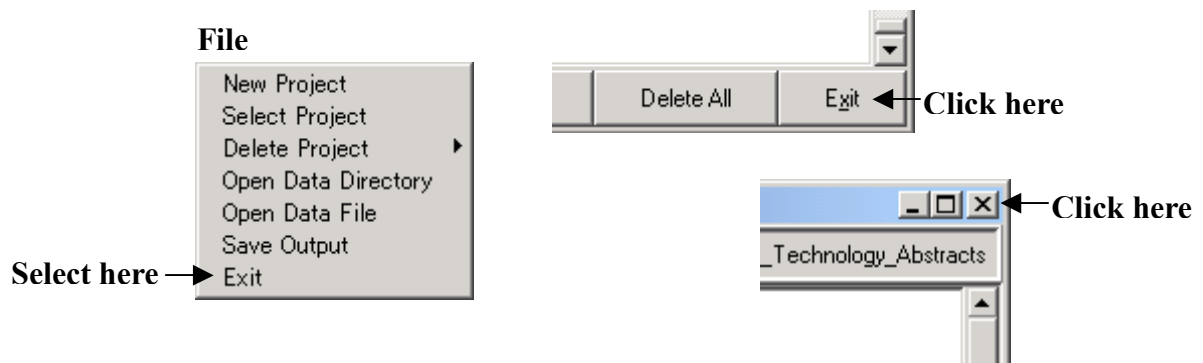 File
New Project
Select Project
Delete Project
Open Data Directory
Open Data File
Save Output
Select here
Exit
Delete All
Exit
Click here
Click here
_Technology_Abstracts